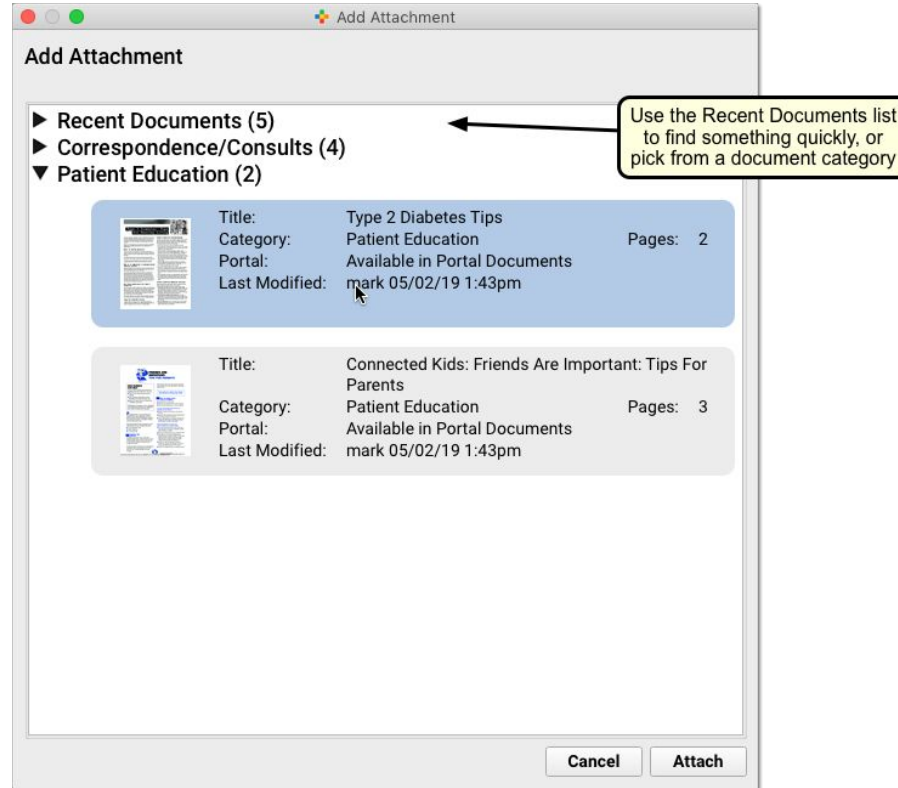 Add Attachment
Add Attachment
Recent Documents (5)
Correspondence/Consults (4)
Patient Education (2)
Use the Recent Documents list
to find something quickly, or
pick from a document category
Title: Type 2 Diabetes Tips
Category: Patient Education Pages: 2
Portal: Available in Portal Documents
Last Modified: mark 05/02/19 1:43pm
Title: Connected Kids: Friends Are Important: Tips For
Parents
Category: Patient Education Pages: 3
Portal: Available in Portal Documents
Last Modified: mark 05/02/19 1:43pm
Cancel Attach